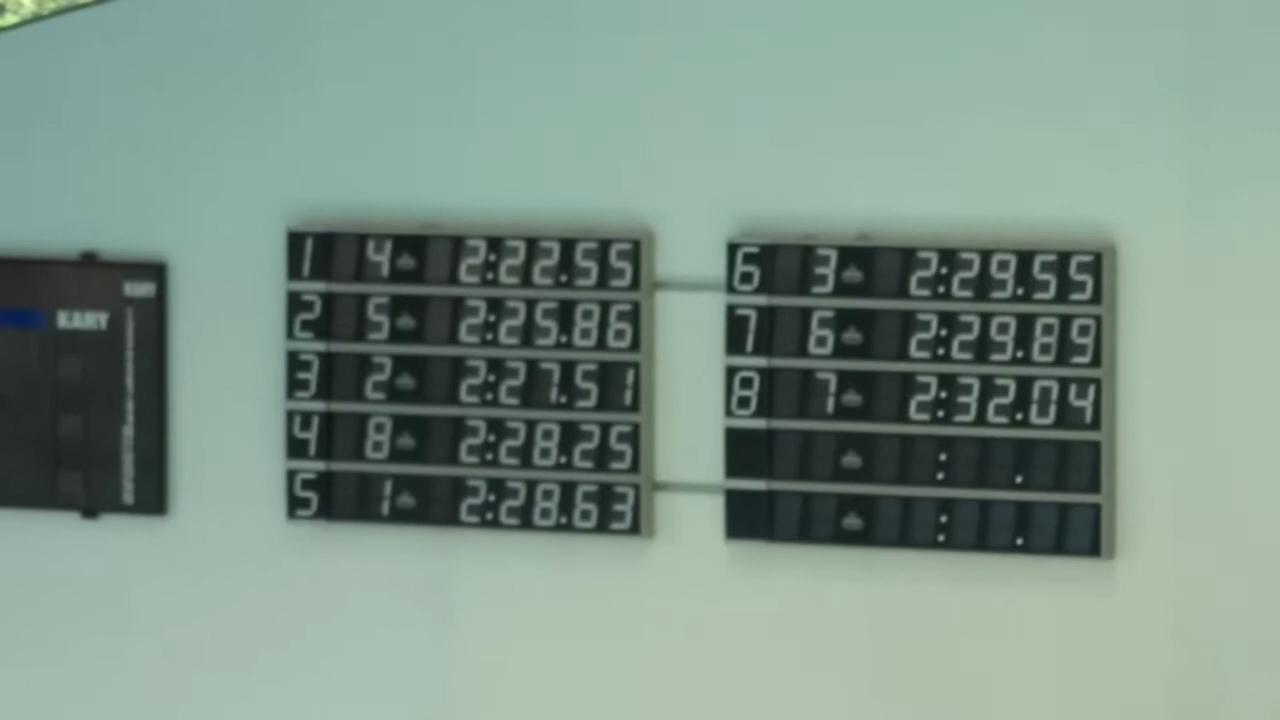 KARY
1 4 2:22.55
2 5 2:25.86
3 2 2:27.51
4 8 2:28.25
5 1 2:28.63
6 3 2:29.55
7 6 2:29.89
8 7 2:32.04
: .
: .